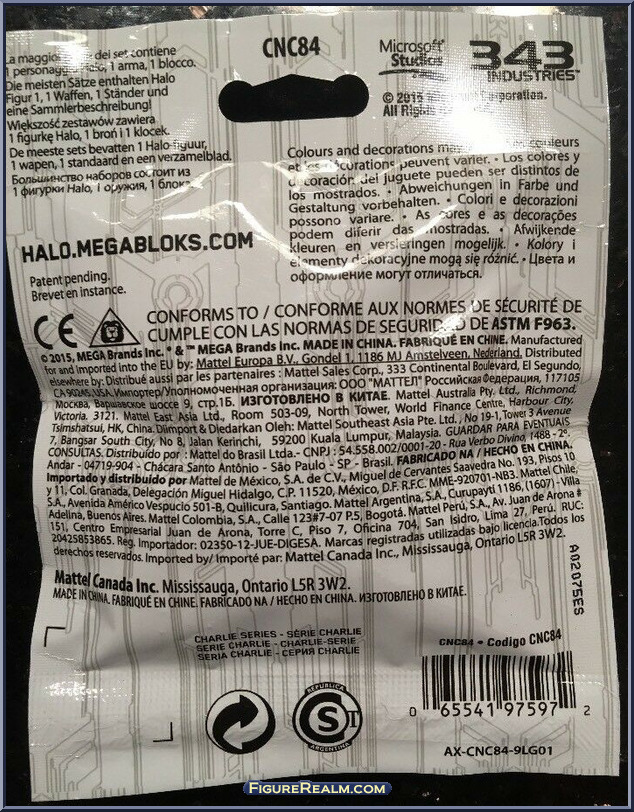 CNC84
Microsoft
Studios
343
INDUSTRIES™
© 2015 Corporation.
All
La maggior dei set contiene
1 personaggio 1 arma, 1 blocco.
Die meisten Sätze enthalten Halo
Figur 1, 1 Waffen, 1 Ständer und
eine Sammlerbeschreibung!
Większość zestawów zawiera
1 figurkę Halo, 1 broń i 1 klocek.
De meeste sets bevatten 1 Halo-figuur,
1 wapen, 1 standaard en een verzamelblad.
Большинство наборов состоит из
1 фигурки Halo, 1 оружия, 1
Colours and decorations may
et les décorations peuvent varier. • Los colores y
decoración del juguete pueden ser distintos de
los mostrados. • Abweichungen in Farbe und
Gestaltung vorbehalten. • Colori e decorazioni
possono variare. • As cores e as decorações
podem diferir das mostradas. • Afwijkende
kleuren en versieringen mogelijk. • Kolory i
elementy dekoracyjne mogą się różnić. • Цвета и
оформление могут отличаться.
HALO.MEGABLOKS.COM
Patent pending.
Brevet en instance.
CE
CONFORMS TO / CONFORME AUX NORMES DE SÉCURITÉ DE
CUMPLE CON LAS NORMAS DE SEGURIDAD DE ASTM F963.
© 2015, MEGA Brands Inc. ® & ™ MEGA Brands Inc. MADE IN CHINA. FABRIQUÉ EN CHINE. Manufactured
for and imported into the EU by: Mattel Europa B.V., Gondel 1, 1186 MJ Amstelveen, Nederland. Distributed
elsewhere by: Distribué aussi par les partenaires : Mattel Sales Corp., 333 Continental Boulevard, El Segundo,
CA 90245, USA. Импортер/Уполномоченная организация: ООО "МАТТЕЛ" Российская Федерация, 117105
Москва, Варшавское шоссе 9, стр.1Б. ИЗГОТОВЛЕНО В КИТАЕ. Mattel Australia Pty. Ltd., Richmond,
Victoria. 3121. Mattel East Asia Ltd., Room 503-09, North Tower, World Finance Centre, Harbour City,
Tsimshatsui, HK, China. Diimport & Diedarkan Oleh: Mattel Southeast Asia Pte. Ltd., No 19-1, Tower 3 Avenue
7, Bangsar South City, No 8, Jalan Kerinchi, 59200 Kuala Lumpur, Malaysia. GUARDAR PARA EVENTUAIS
CONSULTAS. Distribuído por : Mattel do Brasil Ltda.- CNPJ : 54.558.002/0001-20 - Rua Verbo Divino, 1488 - 2º.
Andar - 04719-904 - Chácara Santo Antônio - São Paulo - SP - Brasil. FABRICADO NA / HECHO EN CHINA.
Importado y distribuido por Mattel de México, S.A. de C.V., Miguel de Cervantes Saavedra No. 193, Pisos 10
y 11, Col. Granada, Delegación Miguel Hidalgo, C.P. 11520, México, D.F. R.F.C. MME-920701-NB3. Mattel Chile,
S.A., Avenida Américo Vespucio 501-B, Quilicura, Santiago. Mattel Argentina, S.A., Curupaytí 1186, (1607) - Villa
Adelina, Buenos Aires. Mattel Colombia, S.A., Calle 123#7-07 P.5, Bogotá. Mattel Perú, S.A., Av. Juan de Arona #
151, Centro Empresarial Juan de Arona, Torre C, Piso 7, Oficina 704, San Isidro, Lima 27, Perú. RUC:
20425853865. Reg. Importador: 02350-12-JUE-DIGESA. Marcas registradas utilizadas bajo licencia. Todos los
derechos reservados. Imported by/ Importé par: Mattel Canada Inc., Mississauga, Ontario L5R 3W2.
Mattel Canada Inc. Mississauga, Ontario L5R 3W2.
MADE IN CHINA. FABRIQUÉ EN CHINE. FABRICADO NA / HECHO EN CHINA. ИЗГОТОВЛЕНО В КИТАЕ.
A02075ES
CHARLIE SERIES - SÉRIE CHARLIE
SERIE CHARLIE - CHARLIE-SERIE
SERIA CHARLIE - СЕРИЯ CHARLIE
CNC84 • Codigo CNC84
0 65541 97597 2
REPUBLICA
S
ARGENTINA
AX-CNC84-9LG01
FIGUREREALM.COM